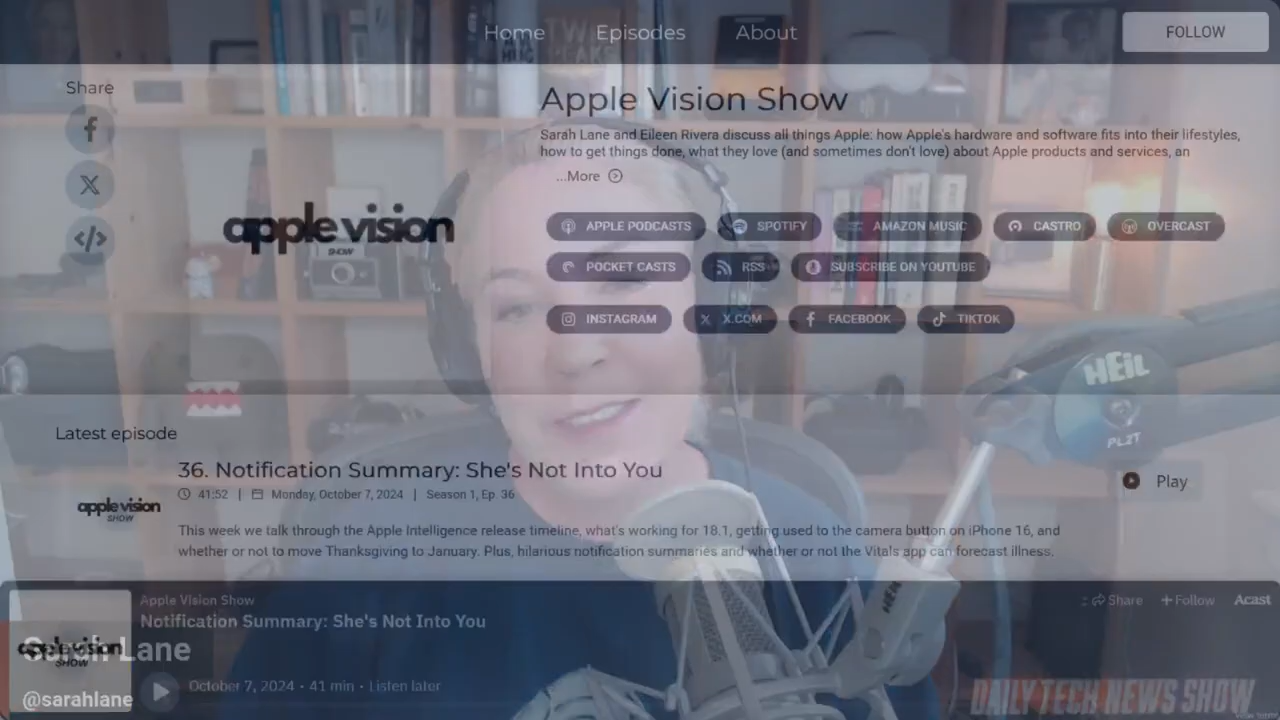 Home Episodes About
FOLLOW
Share
Apple Vision Show
Sarah Lane and Eileen Rivera discuss all things Apple: how Apple's hardware and software fits into their lifestyles,
how to get things done, what they love (and sometimes don't love) about Apple products and services, an
...More
apple vision
SHOW
APPLE PODCASTS SPOTIFY AMAZON MUSIC CASTRO OVERCAST
POCKET CASTS RSS SUBSCRIBE ON YOUTUBE
INSTAGRAM X.COM FACEBOOK TIKTOK
HEIL
PL2T
Latest episode
36. Notification Summary: She's Not Into You
41:52 | Monday, October 7, 2024 | Season 1, Ep. 36
Play
apple vision
SHOW
This week we talk through the Apple Intelligence release timeline, what's working for 18.1, getting used to the camera button on iPhone 16, and
whether or not to move Thanksgiving to January. Plus, hilarious notification summaries and whether or not the Vitals app can forecast illness.
HEIL
Apple Vision Show
Share Follow Acast
Notification Summary: She's Not Into You
apple vision
SHOW
Sarah Lane
October 7, 2024 • 41 min • Listen later
@sarahlane
DAILY TECH NEWS SHOW